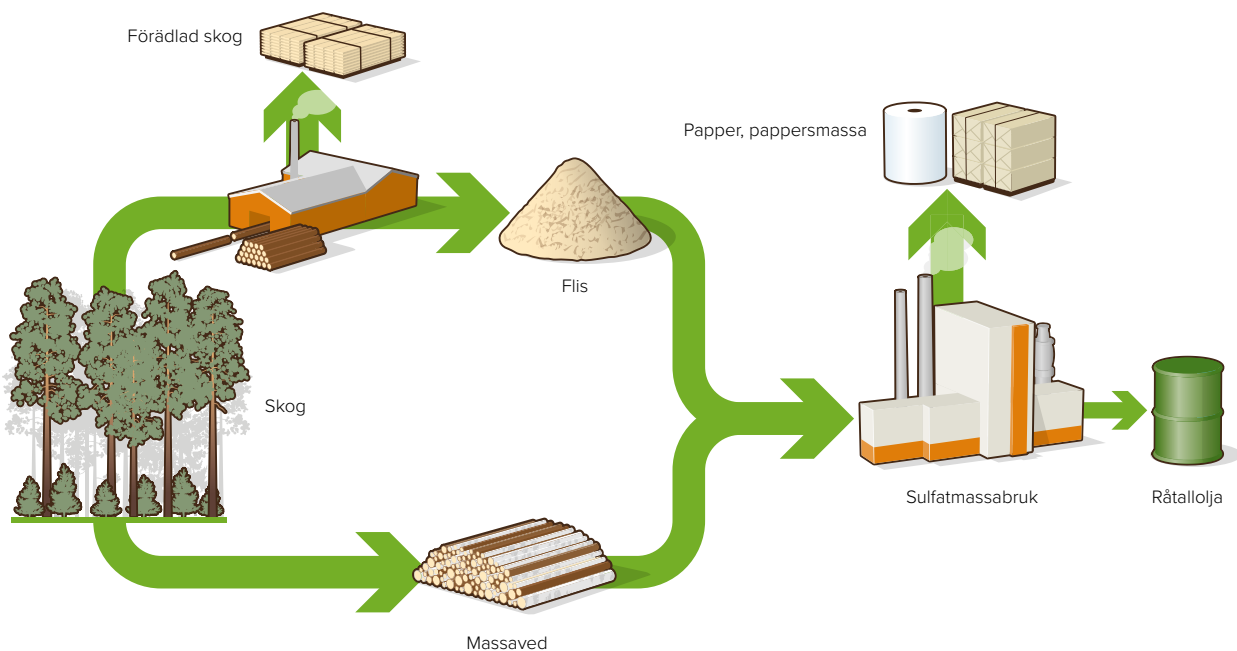 Förädlad skog
Papper, pappersmassa
Flis
Skog
Sulfatmassabruk
Råtallolja
Massaved